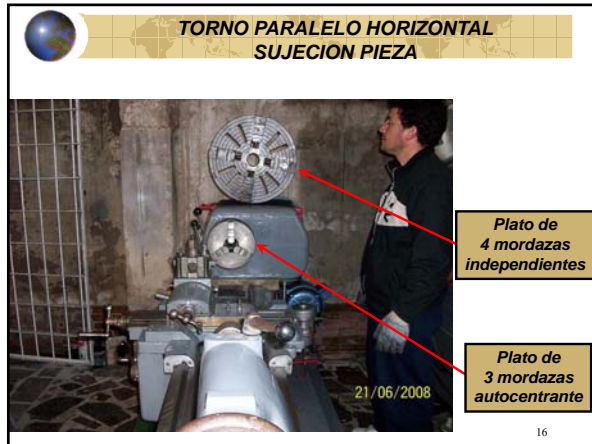 TORNO PARALELO HORIZONTAL
SUJECION PIEZA
Plato de
4 mordazas
independientes
Plato de
3 mordazas
autocentrante
21/06/2008
16